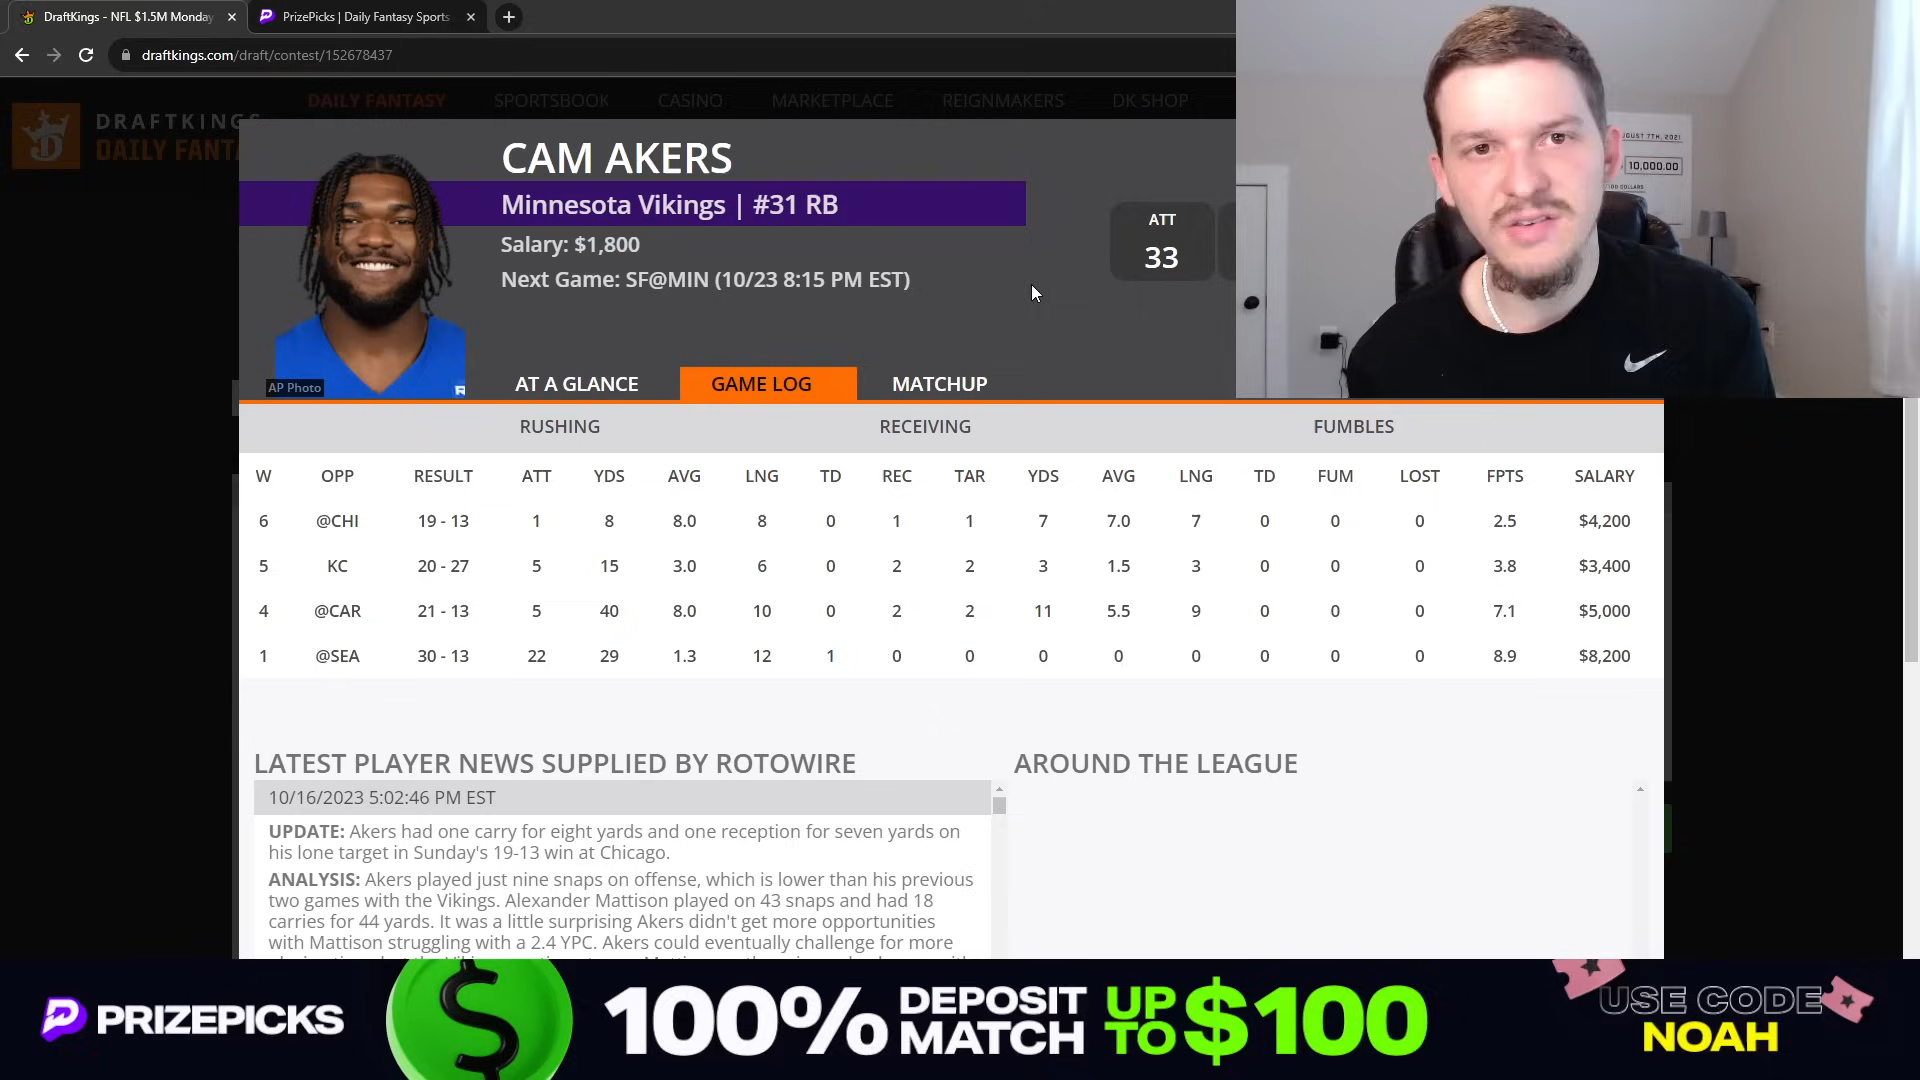 DraftKings - NFL $1.5M Monday
PrizePicks | Daily Fantasy Sports
draftkings.com/draft/contest/152678437
DAILY FANTASY SPORTSBOOK CASINO MARKETPLACE REIGNMAKERS DK SHOP
DRAFTKINGS
DAILY FANTA
CAM AKERS
Minnesota Vikings | #31 RB
Salary: $1,800
Next Game: SF@MIN (10/23 8:15 PM EST)
ATT
33
AUGUST 7TH, 2021
10,000.00
DOLLARS
AP Photo
AT A GLANCE GAME LOG MATCHUP
RUSHING RECEIVING FUMBLES
W OPP RESULT ATT YDS AVG LNG TD REC TAR YDS AVG LNG TD FUM LOST FPTS SALARY
6 @CHI 19 - 13 1 8 8.0 8 0 1 1 7 7.0 7 0 0 0 2.5 $4,200
5 KC 20 - 27 5 15 3.0 6 0 2 2 3 1.5 3 0 0 0 3.8 $3,400
4 @CAR 21 - 13 5 40 8.0 10 0 2 2 11 5.5 9 0 0 0 7.1 $5,000
1 @SEA 30 - 13 22 29 1.3 12 1 0 0 0 0 0 0 0 0 8.9 $8,200
LATEST PLAYER NEWS SUPPLIED BY ROTOWIRE
AROUND THE LEAGUE
10/16/2023 5:02:46 PM EST
UPDATE: Akers had one carry for eight yards and one reception for seven yards on
his lone target in Sunday's 19-13 win at Chicago.
ANALYSIS: Akers played just nine snaps on offense, which is lower than his previous
two games with the Vikings. Alexander Mattison played on 43 snaps and had 18
carries for 44 yards. It was a little surprising Akers didn't get more opportunities
with Mattison struggling with a 2.4 YPC. Akers could eventually challenge for more
PRIZEPICKS
100% DEPOSIT MATCH UP TO $100
USE CODE
NOAH